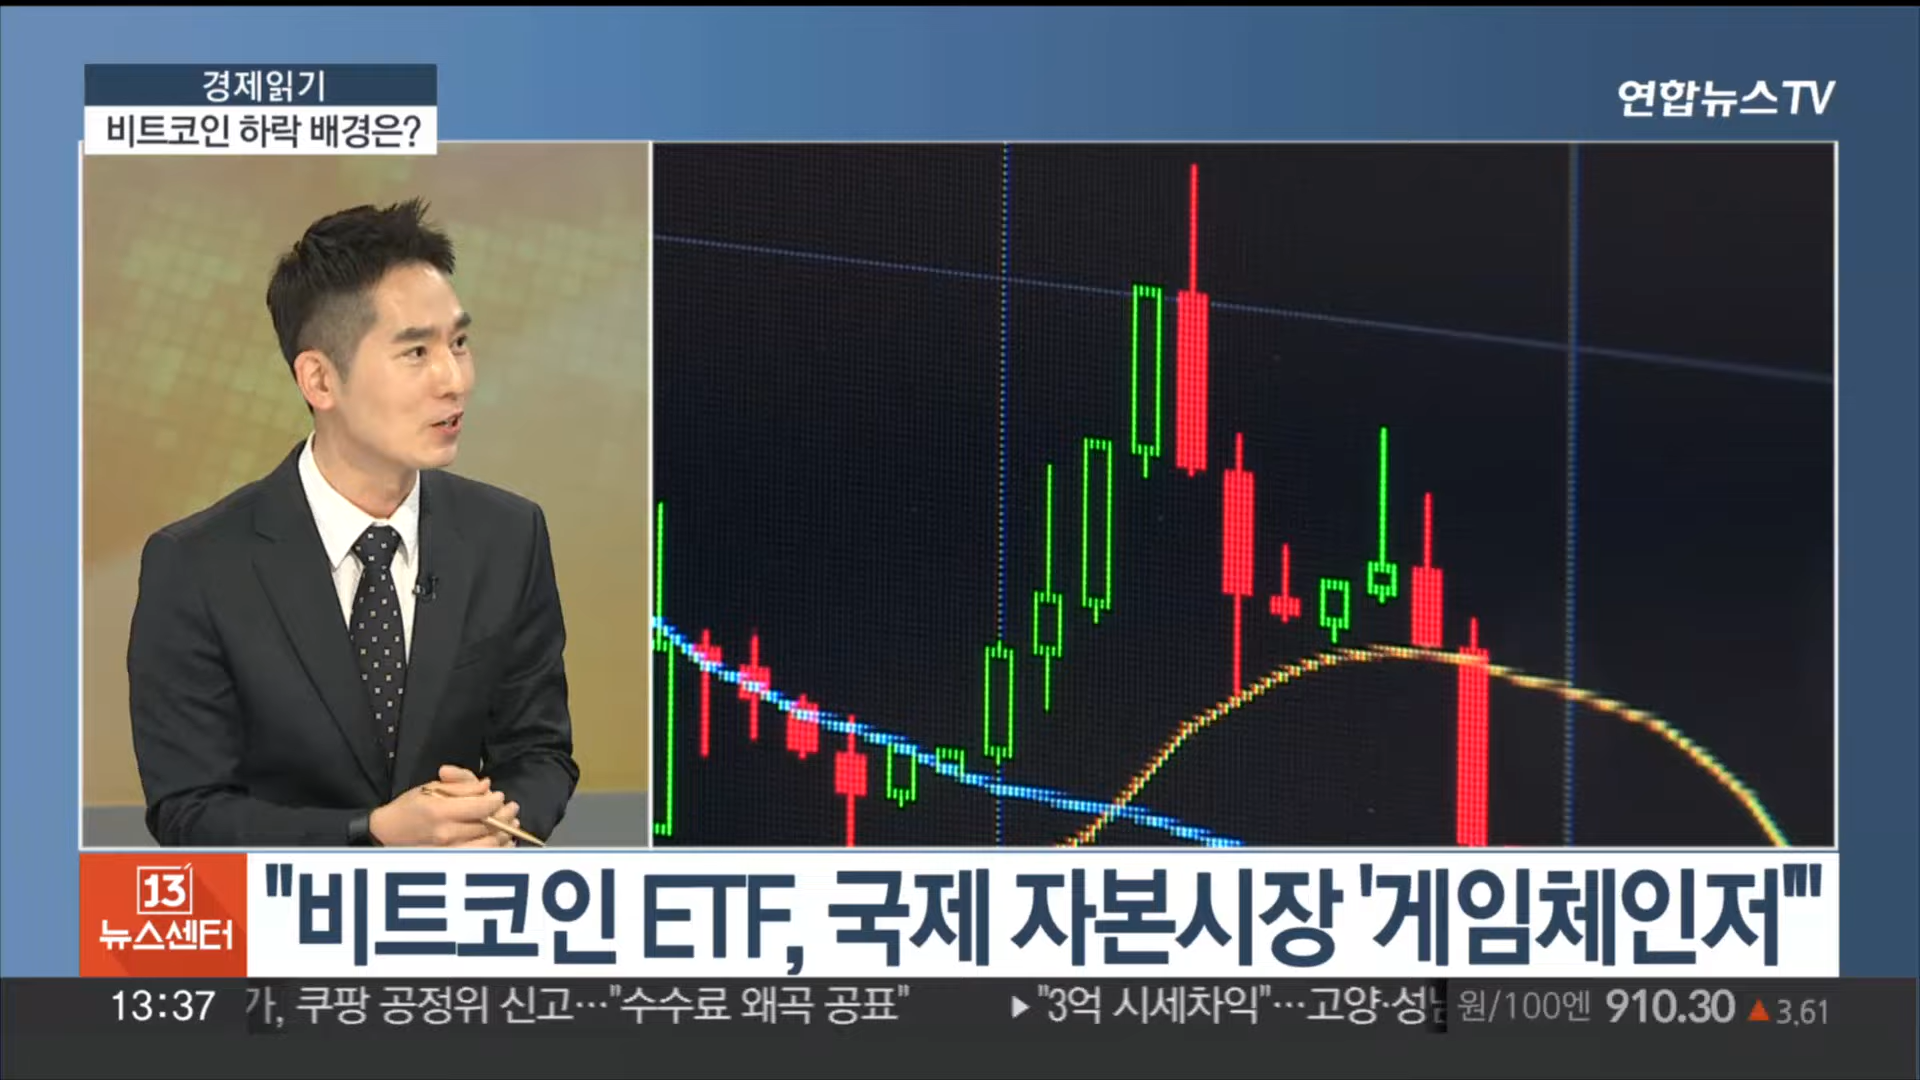 경제읽기
비트코인 하락 배경은?
연합뉴스TV
13
뉴스센터
"비트코인 ETF, 국제 자본시장 '게임체인저'"
13:37
가, 쿠팡 공정위 신고…"수수료 왜곡 공표"
▶"3억 시세차익"…고양·성남
원/100엔 910.30 ▲3.61